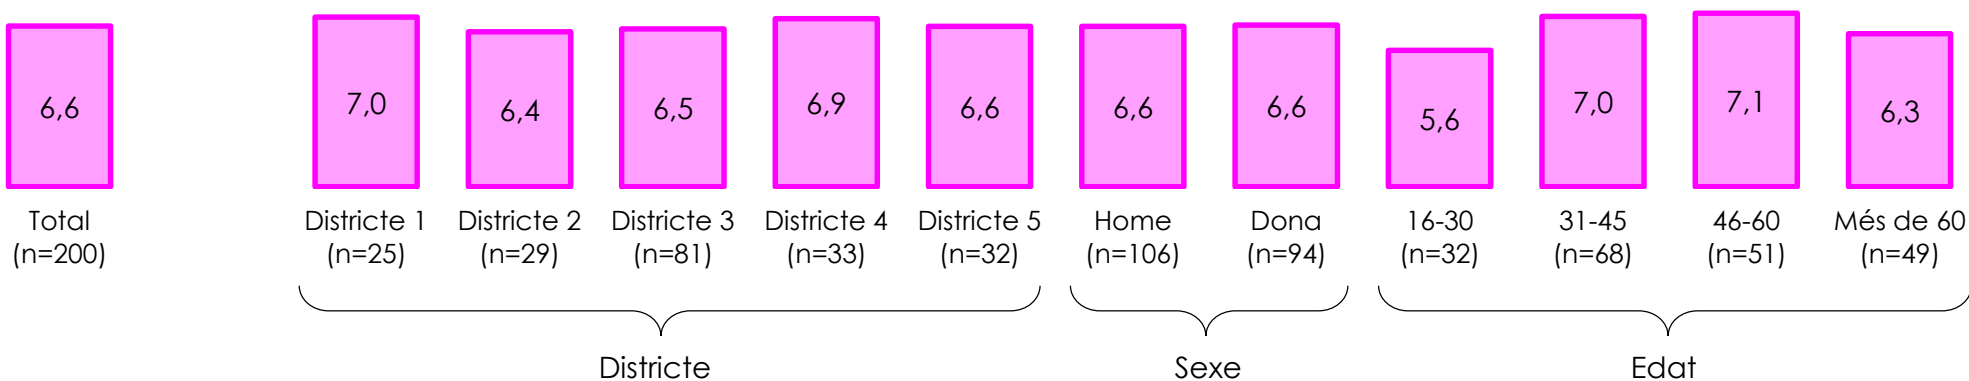 6,6
7,0
6,4
6,5
6,9
6,6
6,6
6,6
5,6
7,0
7,1
6,3
Total
(n=200)
Districte 1
(n=25)
Districte 2
(n=29)
Districte 3
(n=81)
Districte 4
(n=33)
Districte 5
(n=32)
Home
(n=106)
Dona
(n=94)
16-30
(n=32)
31-45
(n=68)
46-60
(n=51)
Més de 60
(n=49)
Districte
Sexe
Edat